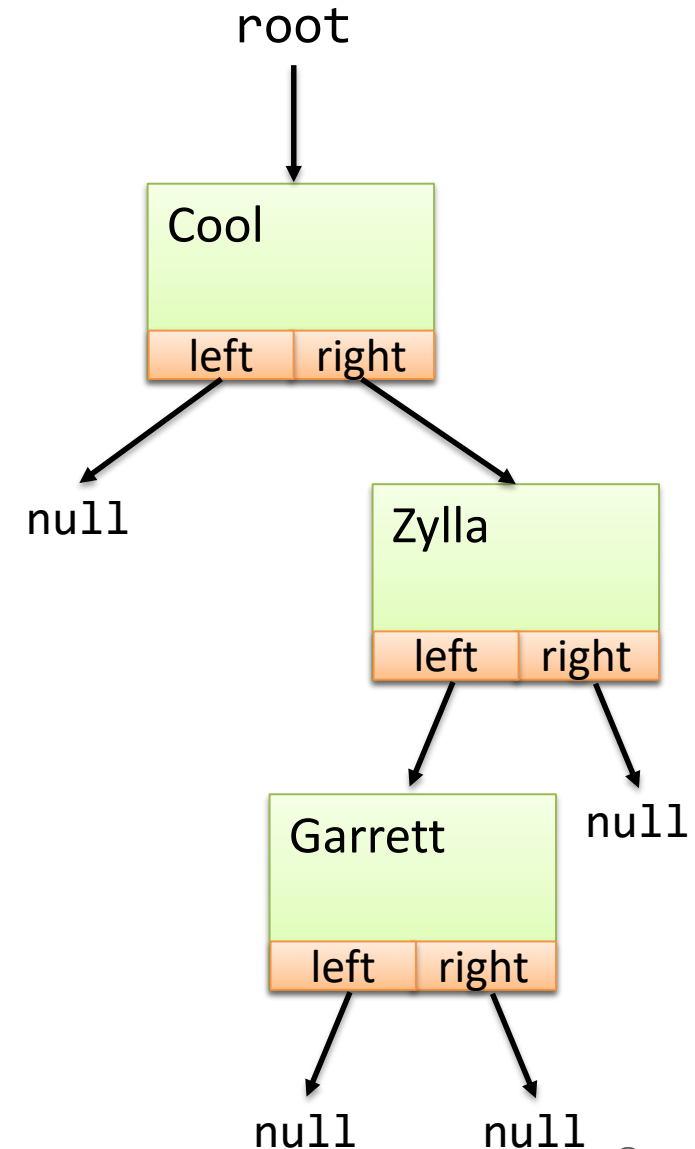 root
Cool
left right
null
Zylla
left right
Garrett
null
left right
null null